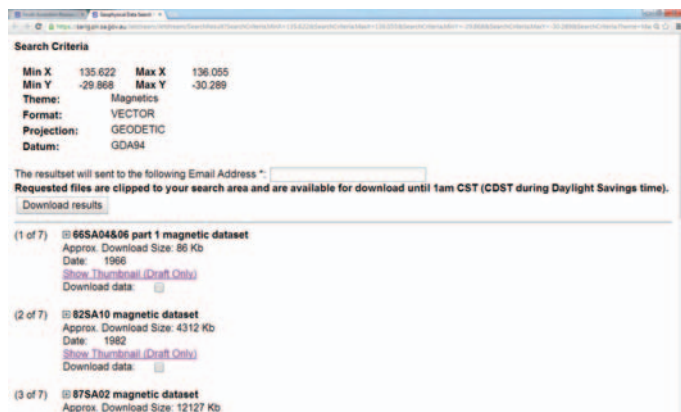 Geophysical Data Search
Search Criteria
Min X 135.622 Max X 136.055
Min Y -29.868 Max Y -30.289
Theme: Magnetics
Format: VECTOR
Projection: GEODETIC
Datum: GDA94
The resultset will sent to the following Email Address *:
Requested files are clipped to your search area and are available for download until 1am CST (CDST during Daylight Savings time).
Download results
(1 of 7) 66SA04&06 part 1 magnetic dataset
Approx. Download Size: 86 Kb
Date: 1966
Show Thumbnail (Draft Only)
Download data:
(2 of 7) 82SA10 magnetic dataset
Approx. Download Size: 4312 Kb
Date: 1982
Show Thumbnail (Draft Only)
Download data:
(3 of 7) 87SA02 magnetic dataset
Approx. Download Size: 12127 Kb